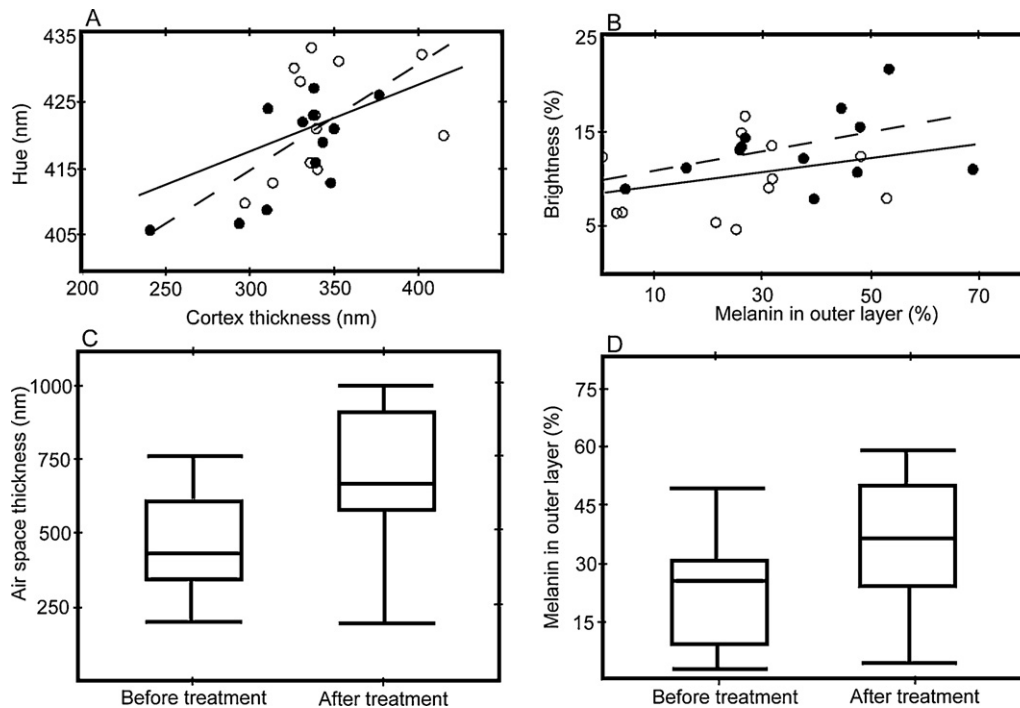 A
Hue (nm)
435
425
415
405
200
250
300
350
400
Cortex thickness (nm)
B
Brightness (%)
25
15
5
10
30
50
70
Melanin in outer layer (%)
C
Air space thickness (nm)
1000
750
500
250
Before treatment
After treatment
D
Melanin in outer layer (%)
75
60
45
30
15
Before treatment
After treatment